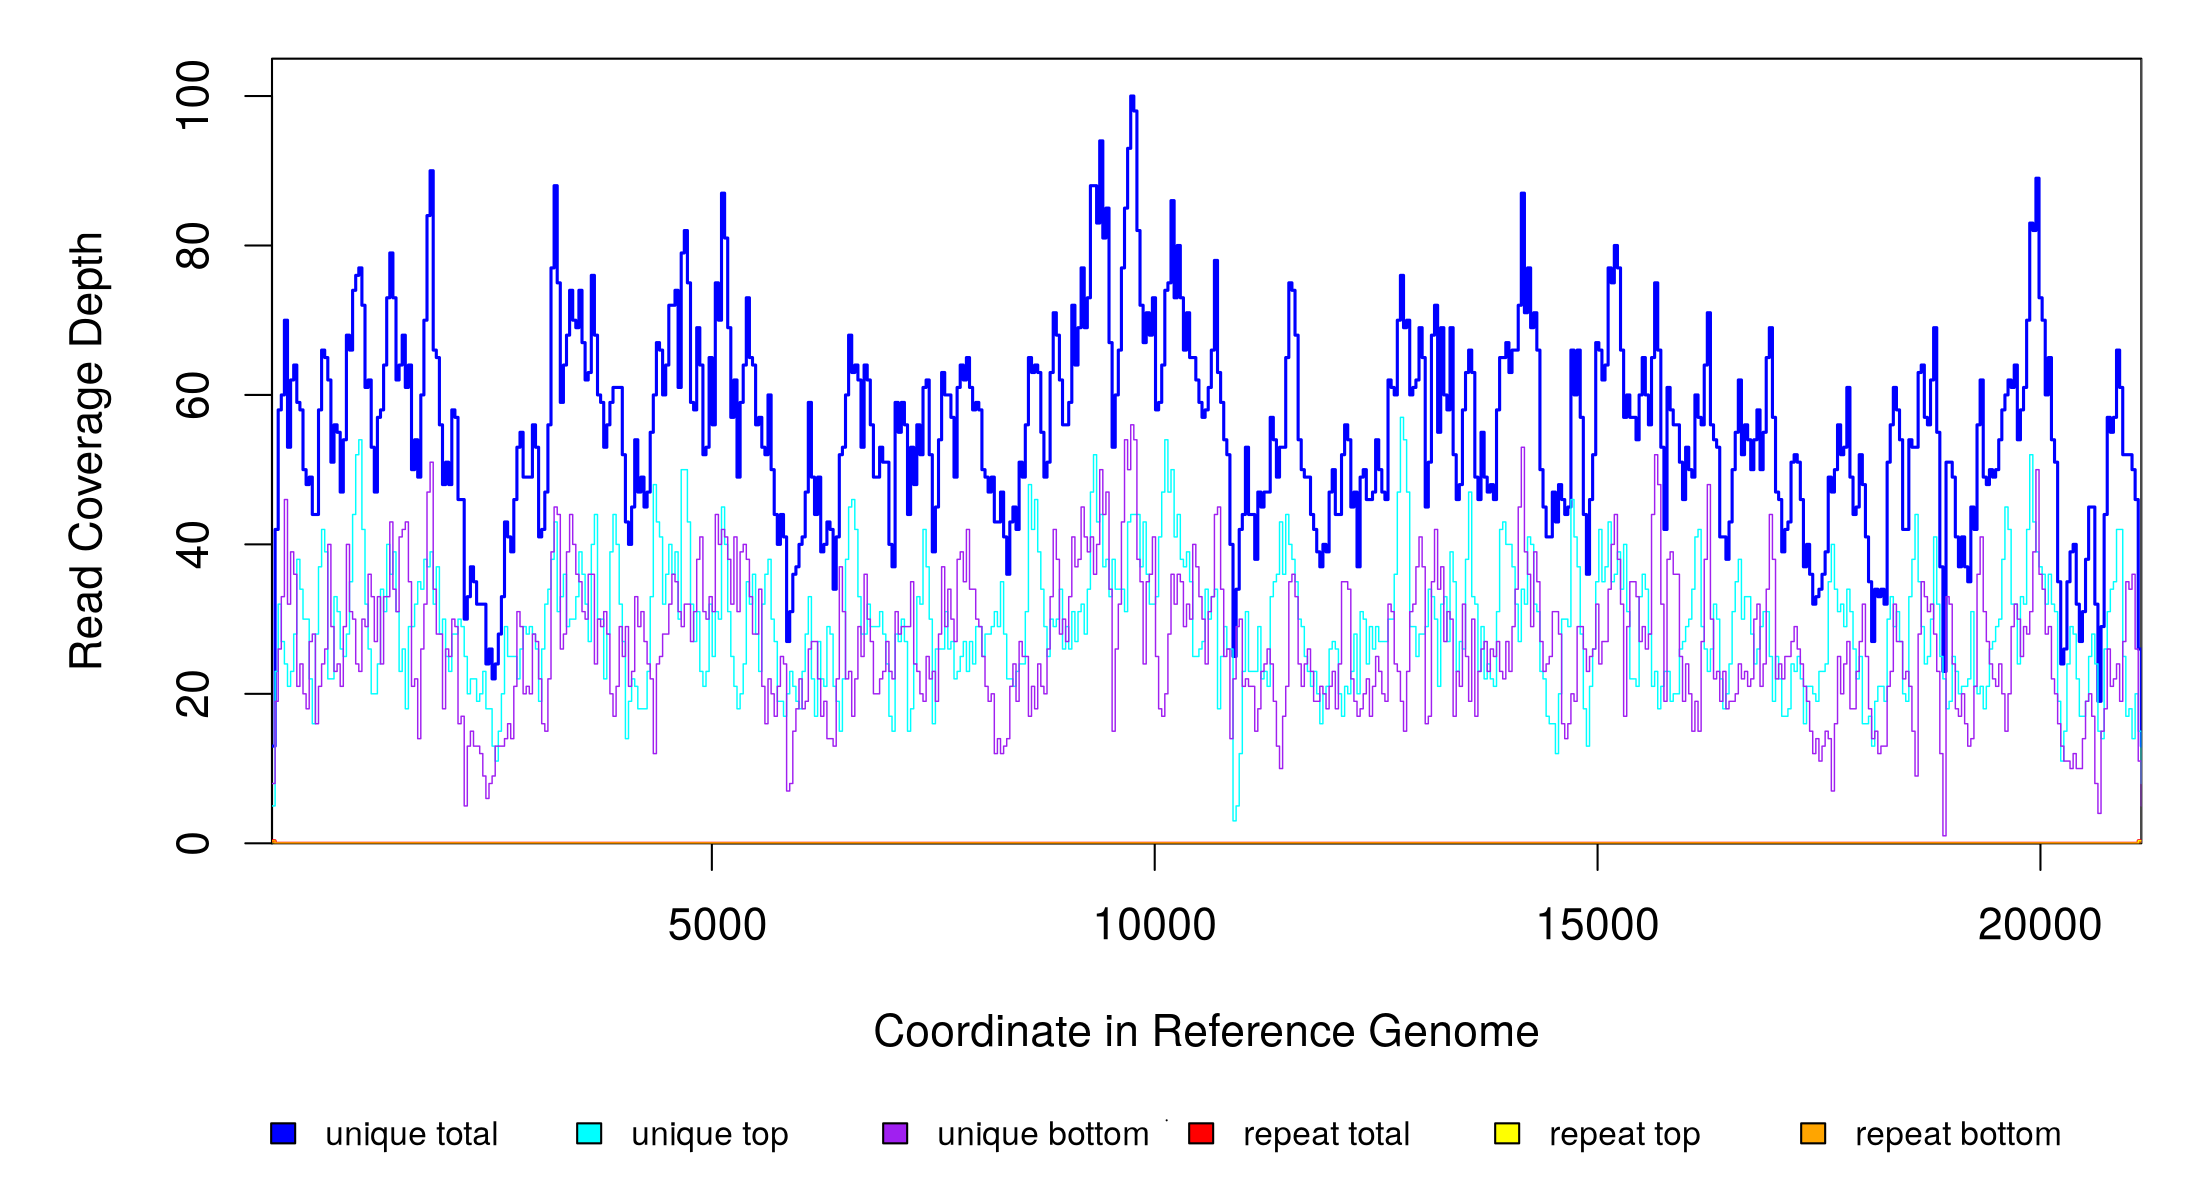 100
80
60
40
20
0
Read Coverage Depth
5000 10000 15000 20000
Coordinate in Reference Genome
unique total unique top unique bottom repeat total repeat top repeat bottom